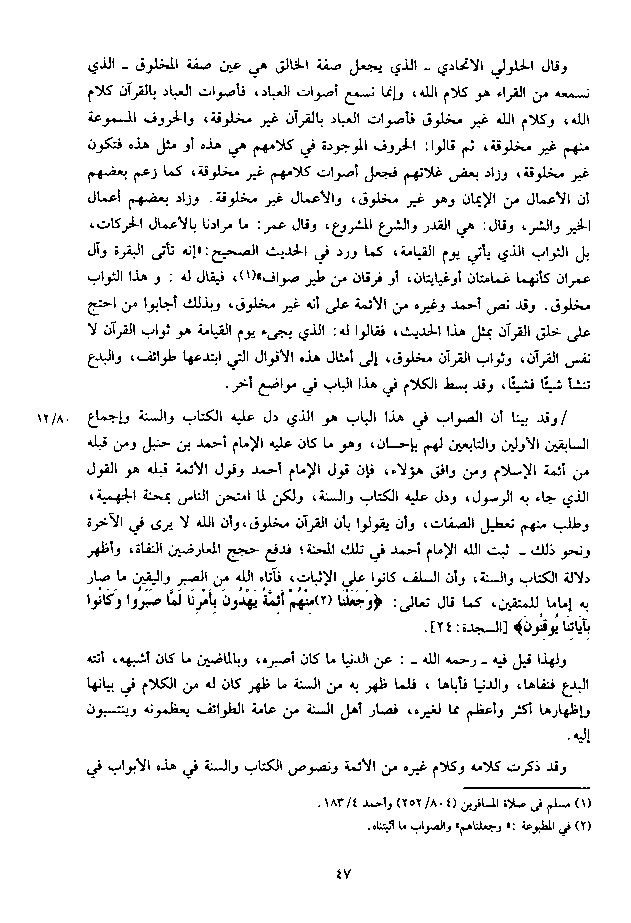 وقال الحلولي الاتحادي ـ الذي يجعل صفة الخالق هي عين صفة المخلوق ـ الذي
نسمعه من القراء هو كلام الله، وإنما نسمع أصوات العباد، فأصوات العباد بالقرآن كلام
الله، وكلام الله غير مخلوق فأصوات العباد بالقرآن غير مخلوقة، والحروف المسموعة
منهم غير مخلوقة، ثم قالوا: الحروف الموجودة في كلامهم هي هذه أو مثل هذه فتكون
غير مخلوقة، وزاد بعض غلاتهم فجعل أصوات كلامهم غير مخلوقة، كما زعم بعضهم
أن الأعمال من الإيمان وهو غير مخلوق، والأعمال غير مخلوقة. وزاد بعضهم أعمال
الخير والشر، وقال: هي القدر والشرع المشروع، وقال عمر: ما مرادنا بالأعمال الحركات،
بل الثواب الذي يأتي يوم القيامة، كما ورد في الحديث الصحيح: «إنه تأتى البقرة وآل
عمران كأنهما غمامتان أوغيايتان، أو فرقان من طير صواف»(١)، فيقال له : و هذا الثواب
مخلوق. وقد نص أحمد وغيره من الأئمة على أنه غير مخلوق، وبذلك أجابوا من احتج
على خلق القرآن بمثل هذا الحديث، فقالوا له: الذي يجىء يوم القيامة هو ثواب القرآن لا
نفس القرآن، وثواب القرآن مخلوق، إلى أمثال هذه الأقوال التي ابتدعها طوائف، والبدع
تنشأ شيئًا فشيئًا، وقد بسط الكلام في هذا الباب في مواضع أخر.
١٢/٨٠ /وقد بينا أن الصواب في هذا الباب هو الذي دل عليه الكتاب والسنة وإجماع
السابقين الأولين والتابعين لهم بإحسان، وهو ما كان عليه الإمام أحمد بن حنبل ومن قبله
من أئمة الإسلام ومن وافق هؤلاء، فإن قول الإمام أحمد وقول الأئمة قبله هو القول
الذي جاء به الرسول، ودل عليه الكتاب والسنة، ولكن لما امتحن الناس بمحنة الجهمية،
وطلب منهم تعطيل الصفات، وأن يقولوا بأن القرآن مخلوق،وأن الله لا يرى في الآخرة
ونحو ذلك ـ ثبت الله الإمام أحمد في تلك المحنة؛ فدفع حجج المعارضين النفاة، وأظهر
دلالة الكتاب والسنة، وأن السلف كانوا على الإثبات، فآتاه الله من الصبر واليقين ما صار
به إماما للمتقين، كما قال تعالى: ﴿وَجَعَلْنَا (٢)مِنْهُمْ أَئِمَّةً يَهْدُونَ بِأَمْرِنَا لَمَّا صَبَرُوا وَكَانُوا
بِآيَاتِنَا يُوقِنُونَ﴾ [السجدة: ٢٤].
ولهذا قيل فيه ـ رحمه الله ـ : عن الدنيا ما كان أصبره، وبالماضين ما كان أشبهه، أتته
البدع فنفاها، والدنيا فأباها ، فلما ظهر به من السنة ما ظهر كان له من الكلام في بيانها
وإظهارها أكثر وأعظم مما لغيره، فصار أهل السنة من عامة الطوائف يعظمونه وينتسبون
إليه.
وقد ذكرت كلامه وكلام غيره من الأئمة ونصوص الكتاب والسنة في هذه الأبواب في
(١) مسلم في صلاة المسافرين (٢٥٢/٨٠٤) وأحمد ١٨٣/٤ .
(٢) في المطبوعة :« وجعلناهم» والصواب ما أثبتناه.
٤٧